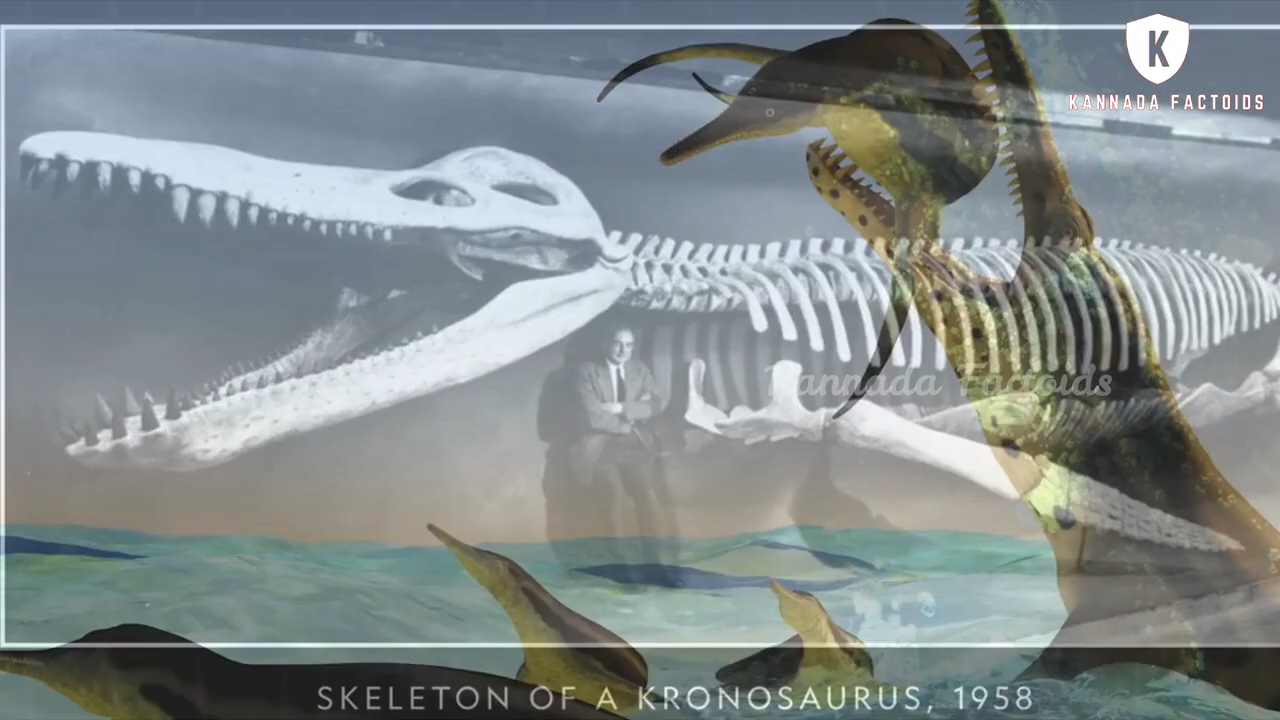 K
KANNADA FACTOIDS
Kannada Factoids
SKELETON OF A KRONOSAURUS, 1958